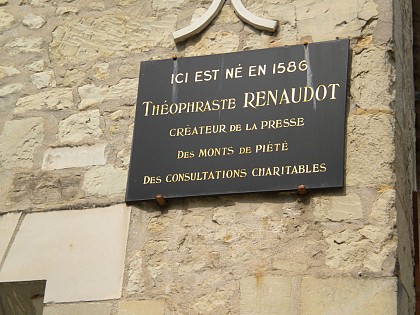 ICI EST NÉ EN 1586
THÉOPHRASTE RENAUDOT
CRÉATEUR DE LA PRESSE
DES MONTS DE PIÉTÉ
DES CONSULTATIONS CHARITABLES